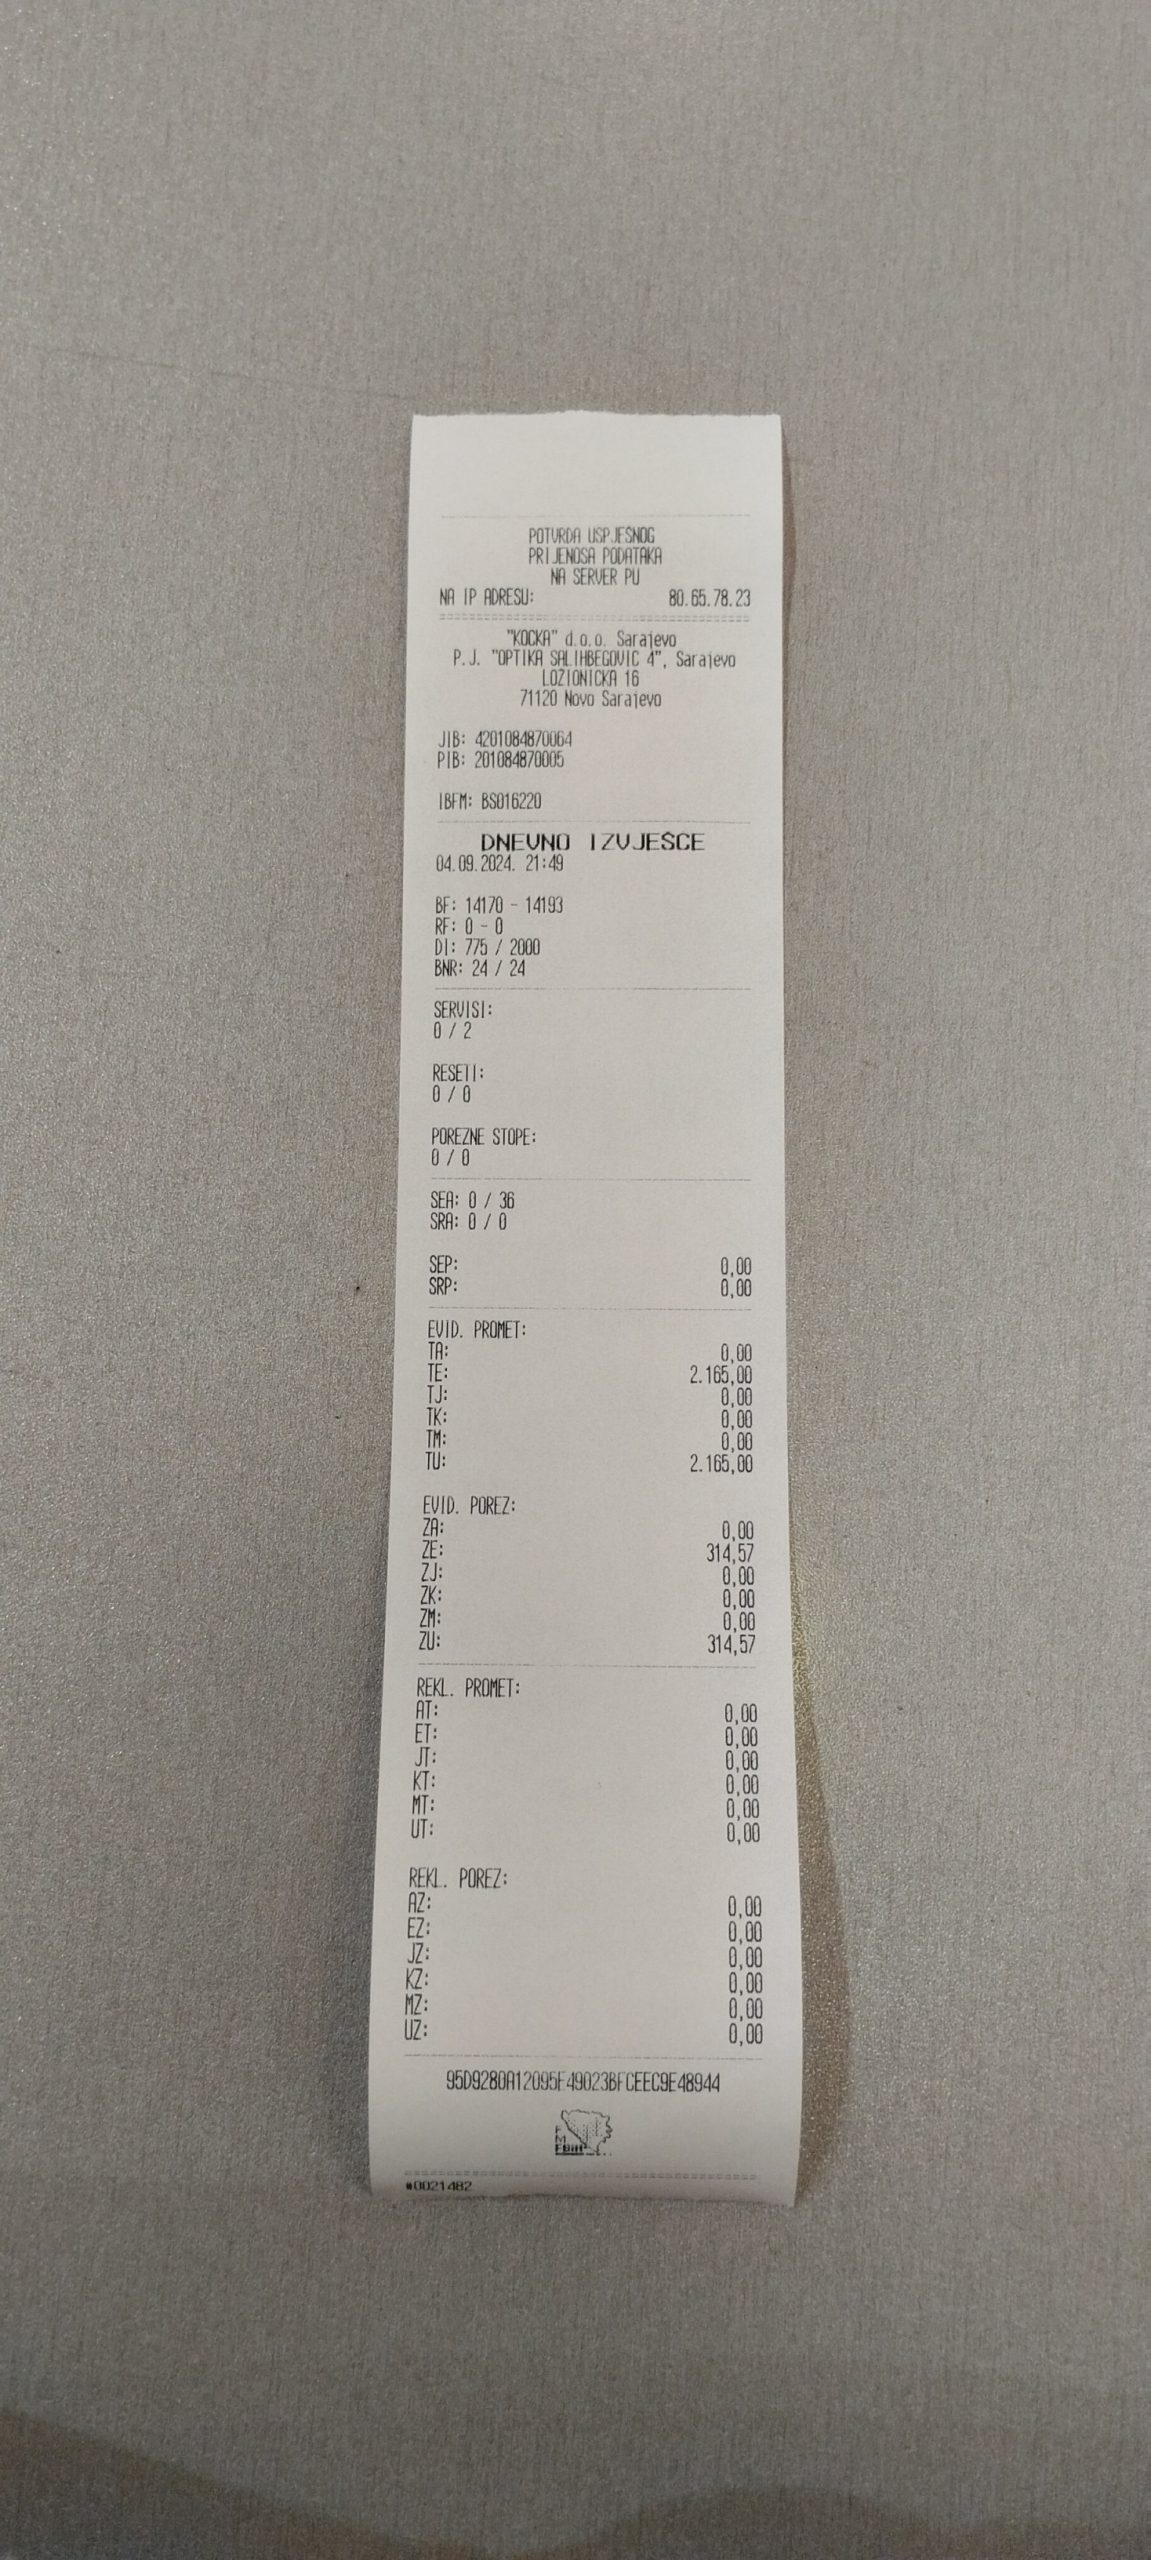 POTVRDA USPJEŠNOG
PRIJENOSA PODATAKA
NA SERVER PU
NA IP ADRESU: 80.65.78.23
"KOCKA" d.o.o. Sarajevo
P.J. "OPTIKA SALIHBEGOVIC 4", Sarajevo
LOŽIONIČKA 16
71120 Novo Sarajevo
JIB: 4201084870064
PIB: 201084870005
IBFM: BS016220
DNEVNO IZVJEŠĆE
04.09.2024. 21:49
BF: 14170 - 14193
RF: 0 - 0
DI: 775 / 2000
BNR: 24 / 24
SERVISI:
0 / 2
RESETI:
0 / 0
POREZNE STOPE:
0 / 0
SEA: 0 / 36
SRA: 0 / 0
SEP: 0,00
SRP: 0,00
EVID. PROMET:
TA: 0,00
TE: 2.165,00
TJ: 0,00
TK: 0,00
TM: 0,00
TU: 2.165,00
EVID. POREZ:
ZA: 0,00
ZE: 314,57
ZJ: 0,00
ZK: 0,00
ZM: 0,00
ZU: 314,57
REKL. PROMET:
AT: 0,00
ET: 0,00
JT: 0,00
KT: 0,00
MT: 0,00
UT: 0,00
REKL. POREZ:
AZ: 0,00
EZ: 0,00
JZ: 0,00
KZ: 0,00
MZ: 0,00
UZ: 0,00
95D9280A12095F49023BFCEEC9E48944
FM
FBiH
#0021482